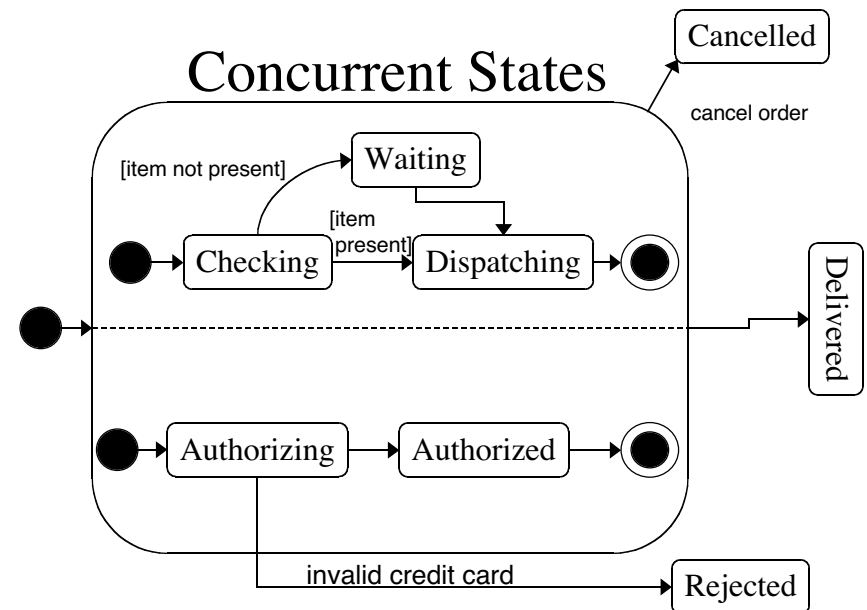 Cancelled
Concurrent States
cancel order
Waiting
[item not present]
[item
present]
Checking
Dispatching
Delivered
Authorizing
Authorized
invalid credit card
Rejected